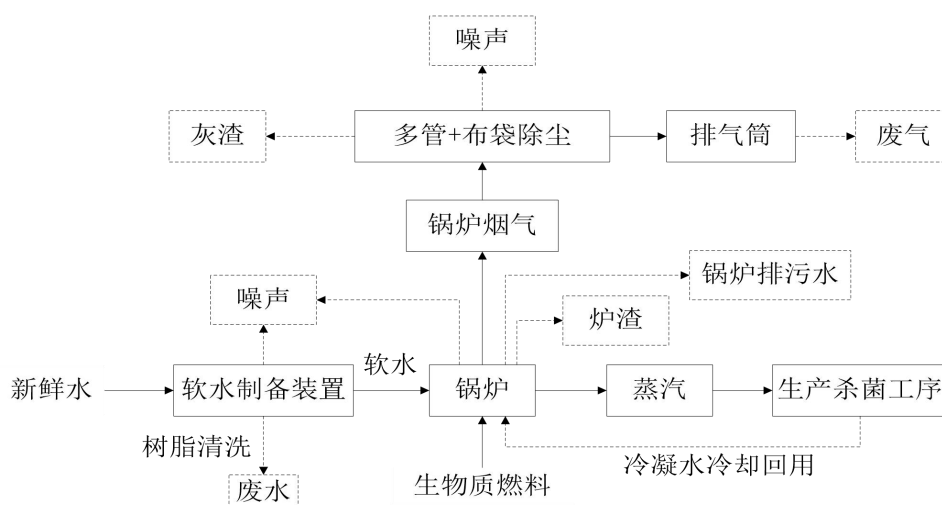 噪声
灰渣
多管+布袋除尘
排气筒
废气
锅炉烟气
锅炉排污水
噪声
炉渣
软水
新鲜水
软水制备装置
锅炉
蒸汽
生产杀菌工序
树脂清洗
冷凝水冷却回用
废水
生物质燃料